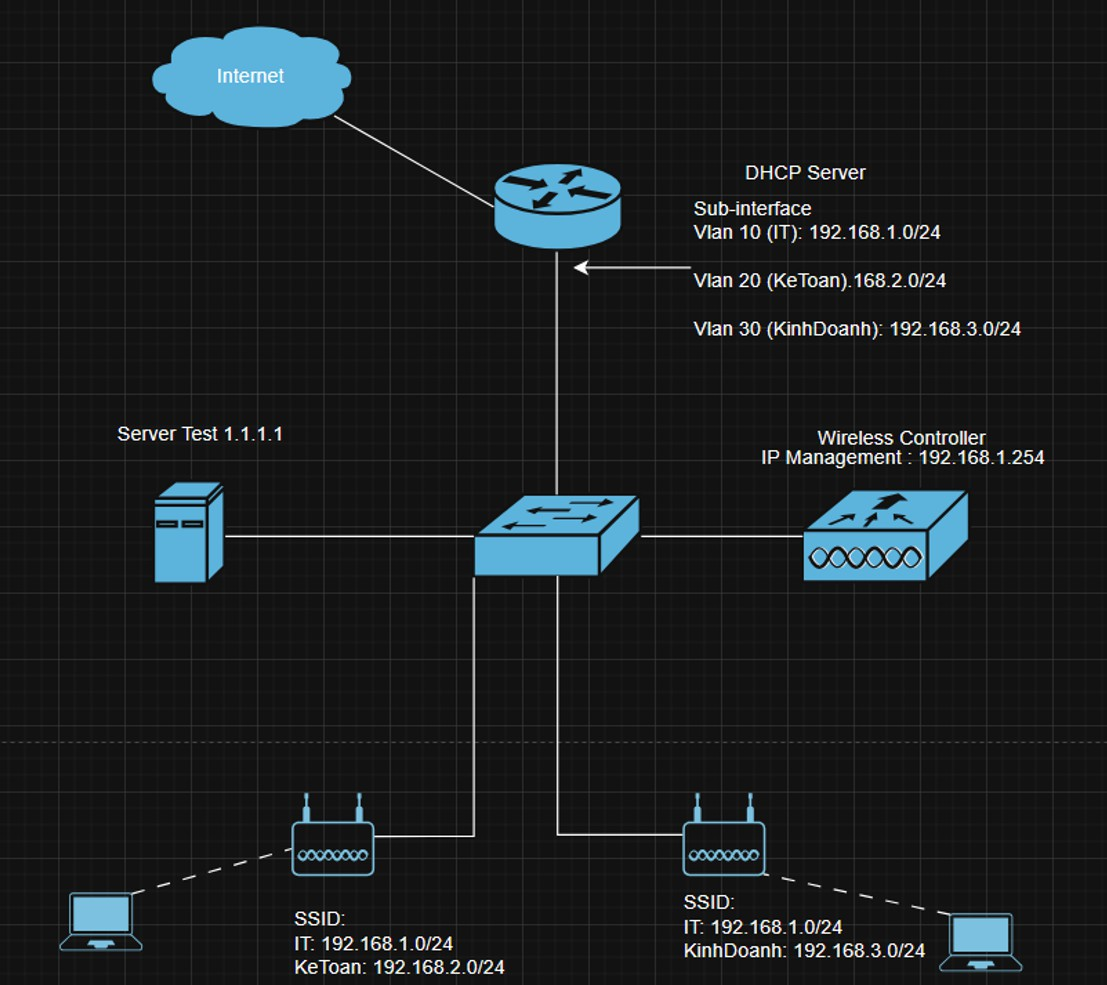 Internet
DHCP Server
Sub-interface
Vlan 10 (IT): 192.168.1.0/24
Vlan 20 (KeToan).168.2.0/24
Vlan 30 (KinhDoanh): 192.168.3.0/24
Server Test 1.1.1.1
Wireless Controller
IP Management : 192.168.1.254
SSID:
IT: 192.168.1.0/24
KeToan: 192.168.2.0/24
SSID:
IT: 192.168.1.0/24
KinhDoanh: 192.168.3.0/24